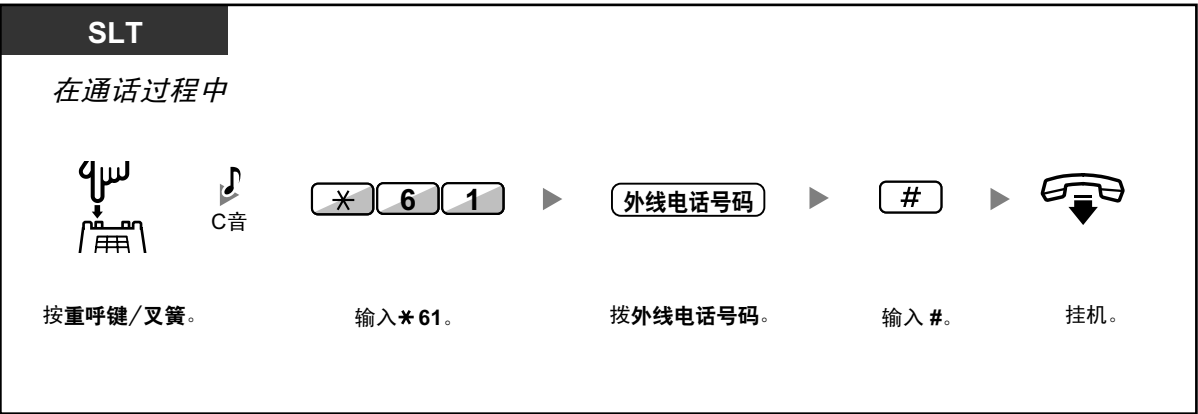 SLT
在通话过程中
C音
* 6 1
外线电话号码
#
按重呼键/叉簧。
输入*61。
拨外线电话号码。
输入 #。
挂机。